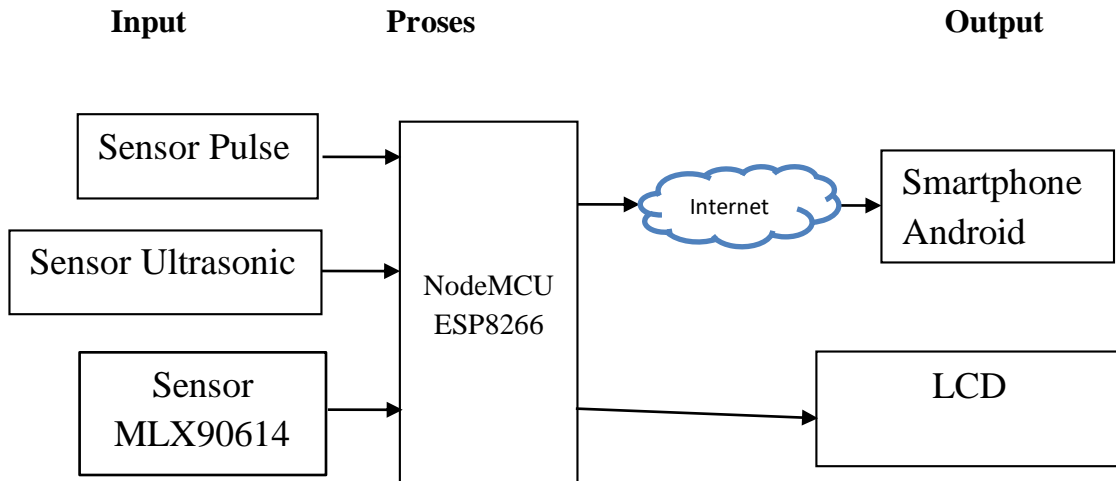 Input
Proses
Output
Sensor Pulse
Sensor Ultrasonic
Sensor
MLX90614
NodeMCU
ESP8266
Internet
Smartphone
Android
LCD